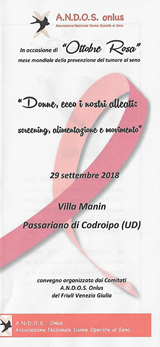 A.N.D.O.S. onlus
Associazione Nazionale Donne Operate al Seno
In occasione di "Ottobre Rosa"
mese mondiale della prevenzione del tumore al seno
"Donne, ecco i nostri alleati:
screening, alimentazione e movimento"
29 settembre 2018
Villa Manin
Passariano di Codroipo (UD)
convegno organizzato dai Comitati
A.N.D.O.S. Onlus
del Friuli Venezia Giulia
A.N.D.O.S. Onlus
Associazione Nazionale Donne Operate al Seno